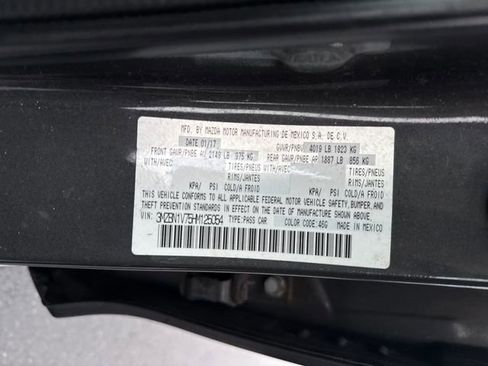 MFD. BY MAZDA MOTOR MANUFACTURING DE MEXICO S.A. DE C.V.
DATE 01/17 GVWR/PNBV 4019 LB 1823 KG
FRONT GAWR/PNBE AV 2149 LB 975 KG REAR GAWR/PNBE AR 1887 LB 856 KG
WITH/AVEC TIRES/PNEUS WITH/AVEC TIRES/PNEUS
RIMS/JANTES RIMS/JANTES
KPA/ PSI COLD/A FROID KPA/ PSI COLD/A FROID
THIS VEHICLE CONFORMS TO ALL APPLICABLE FEDERAL MOTOR VEHICLE SAFETY, BUMPER, AND
THEFT PREVENTION STANDARDS IN EFFECT ON THE DATE OF MANUFACTURE SHOWN ABOVE.
VIN: 3MZBN1V75HM125054 TYPE PASS CAR COLOR CODE: 46G MADE IN MEXICO